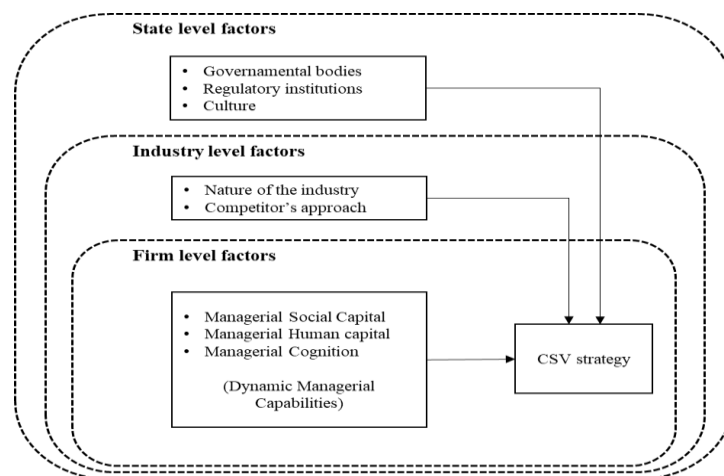 State level factors
• Governamental bodies
• Regulatory institutions
• Culture
Industry level factors
• Nature of the industry
• Competitor's approach
Firm level factors
• Managerial Social Capital
• Managerial Human capital
• Managerial Cognition
(Dynamic Managerial
Capabilities)
CSV strategy